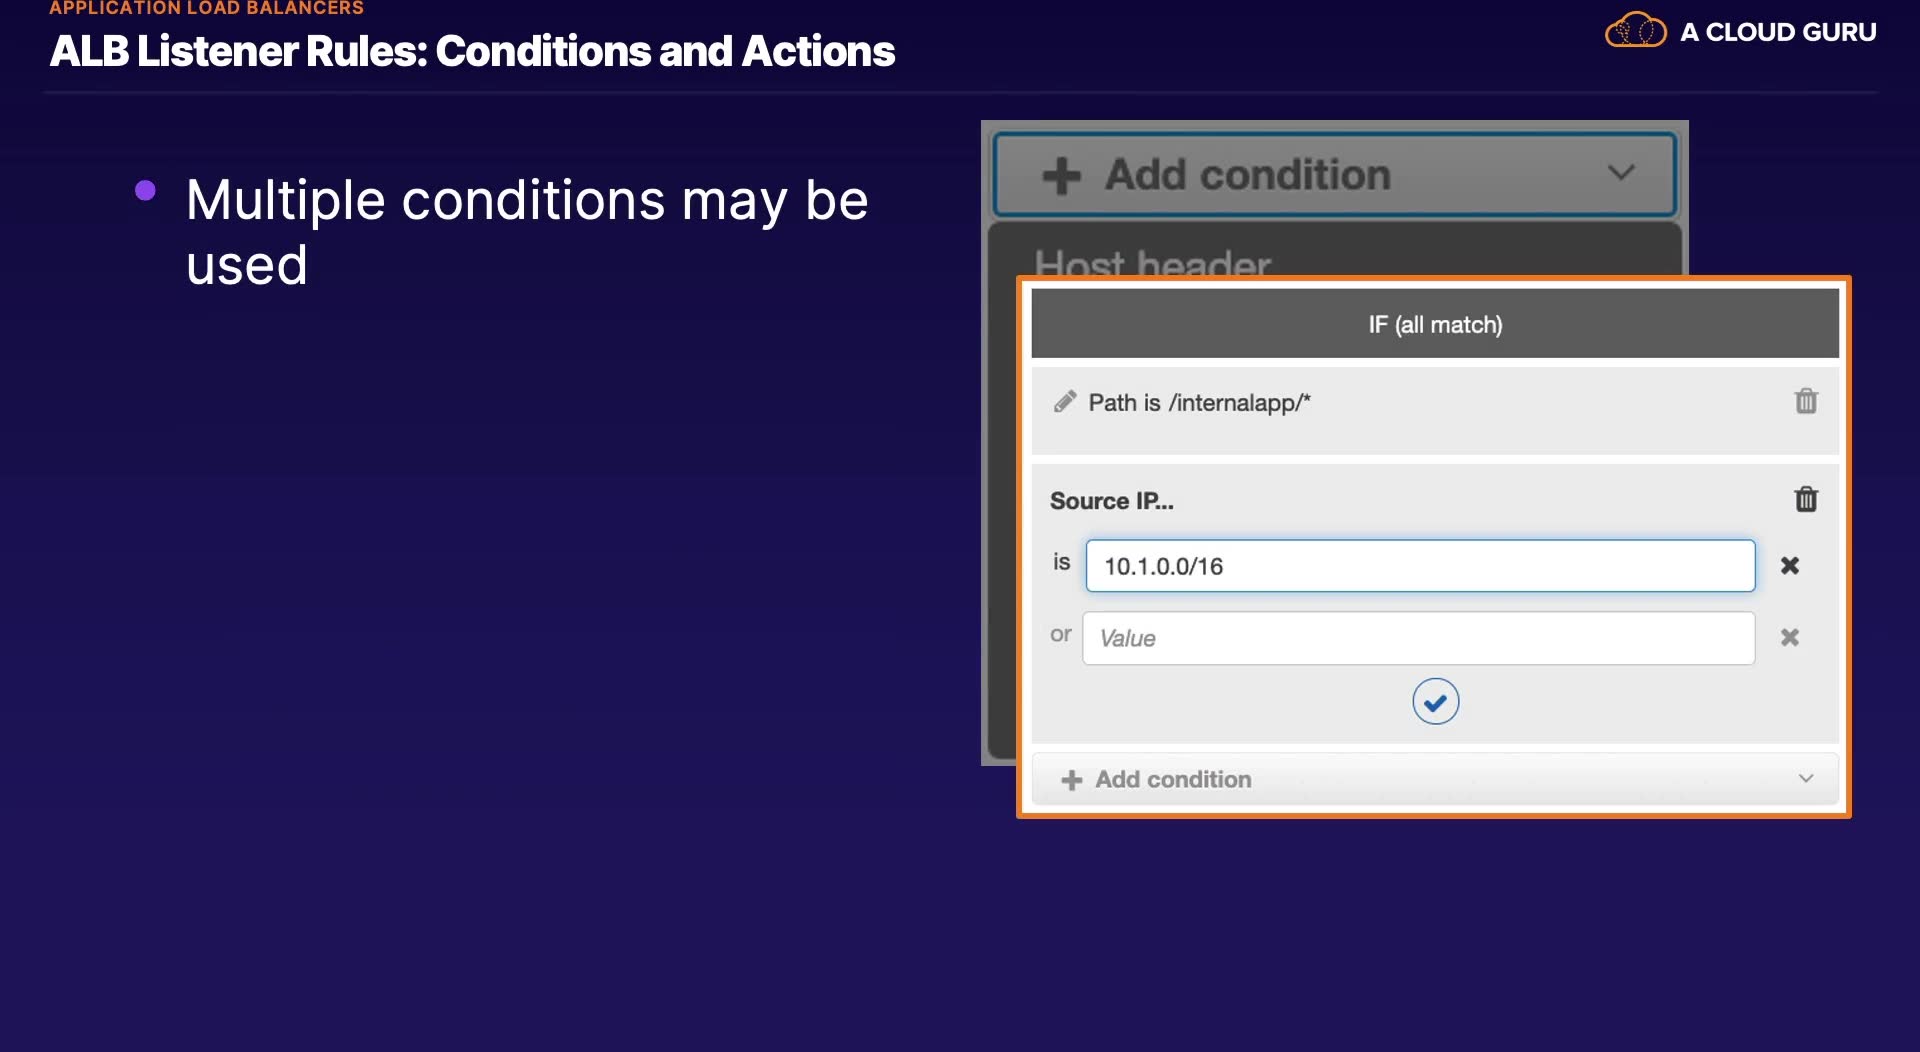 APPLICATION LOAD BALANCERS
ALB Listener Rules: Conditions and Actions
A CLOUD GURU
Multiple conditions may be
used
Add condition
Host header
IF (all match)
Path is /internalapp/*
Source IP...
is 10.1.0.0/16
or Value
Add condition